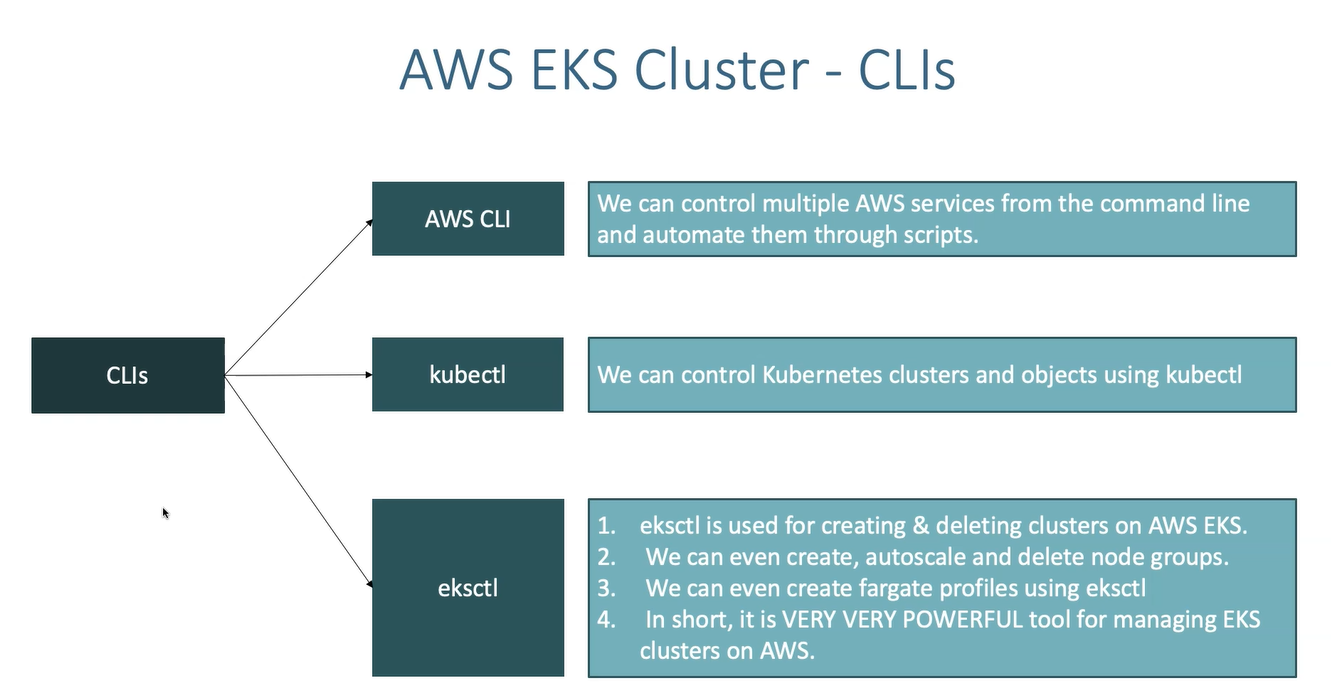 AWS EKS Cluster - CLIs
AWS CLI
We can control multiple AWS services from the command line
and automate them through scripts.
CLIs
kubectl
We can control Kubernetes clusters and objects using kubectl
eksctl
1. eksctl is used for creating & deleting clusters on AWS EKS.
2. We can even create, autoscale and delete node groups.
3. We can even create fargate profiles using eksctl
4. In short, it is VERY VERY POWERFUL tool for managing EKS
clusters on AWS.